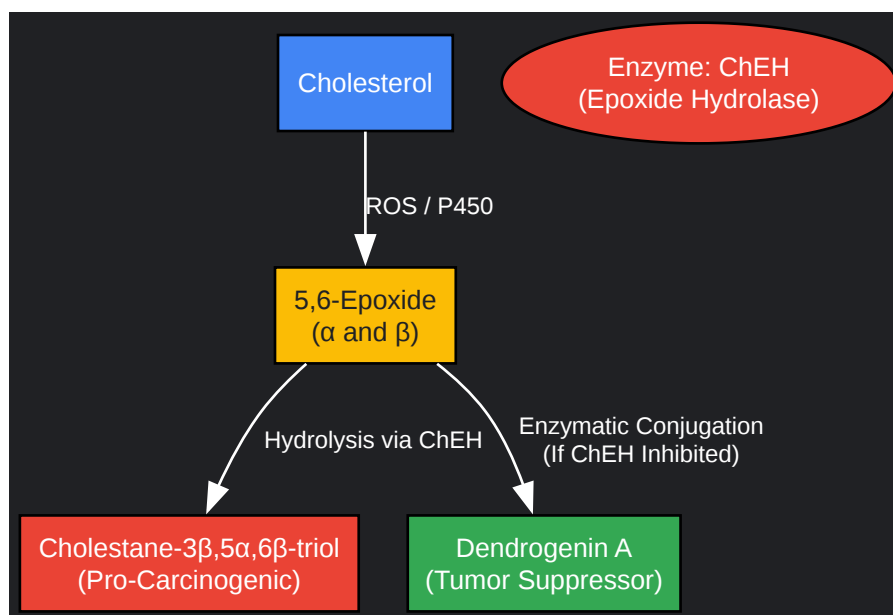 Cholesterol
Enzyme: ChEH
(Epoxide Hydrolase)
ROS / P450
5,6-Epoxide
(α and β)
Hydrolysis via ChEH
Enzymatic Conjugation
(If ChEH Inhibited)
Cholestane-3β,5α,6β-triol
(Pro-Carcinogenic)
Dendrogenin A
(Tumor Suppressor)